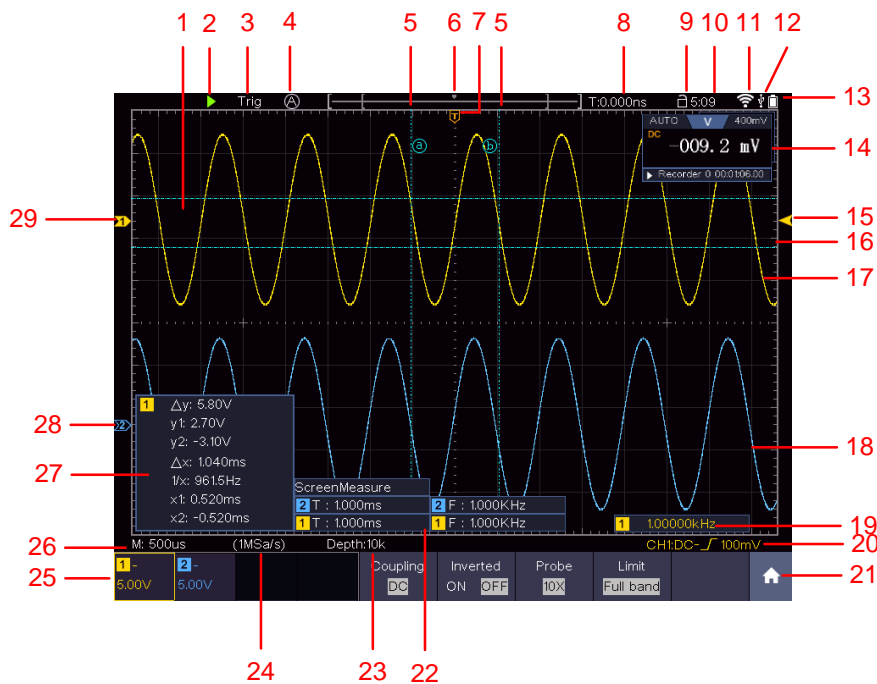 1 2 3 4 5 6 7 5 8 9 10 11 12
Trig A T T:0.000ns 5:09
13
AUTO V 400mV
DC
-009.2 mV
14
Recorder 0 00:01:06.00
a b
29 1
15
16
17
28 2
1 △y: 5.80V
y1: 2.70V
y2: -3.10V
△x: 1.040ms
1/x: 961.5Hz
x1: 0.520ms
x2: -0.520ms
27
18
ScreenMeasure
2 T : 1.000ms 2 F : 1.000KHz
1 T : 1.000ms 1 F : 1.000KHz
1 1.00000kHz
19
26
M: 500us (1MSa/s) Depth:10k CH1:DC- 100mV
20
25
1 - 2 -
5.00V 5.00V
Coupling Inverted Probe Limit
DC ON OFF 10X Full band
21
24 23 22